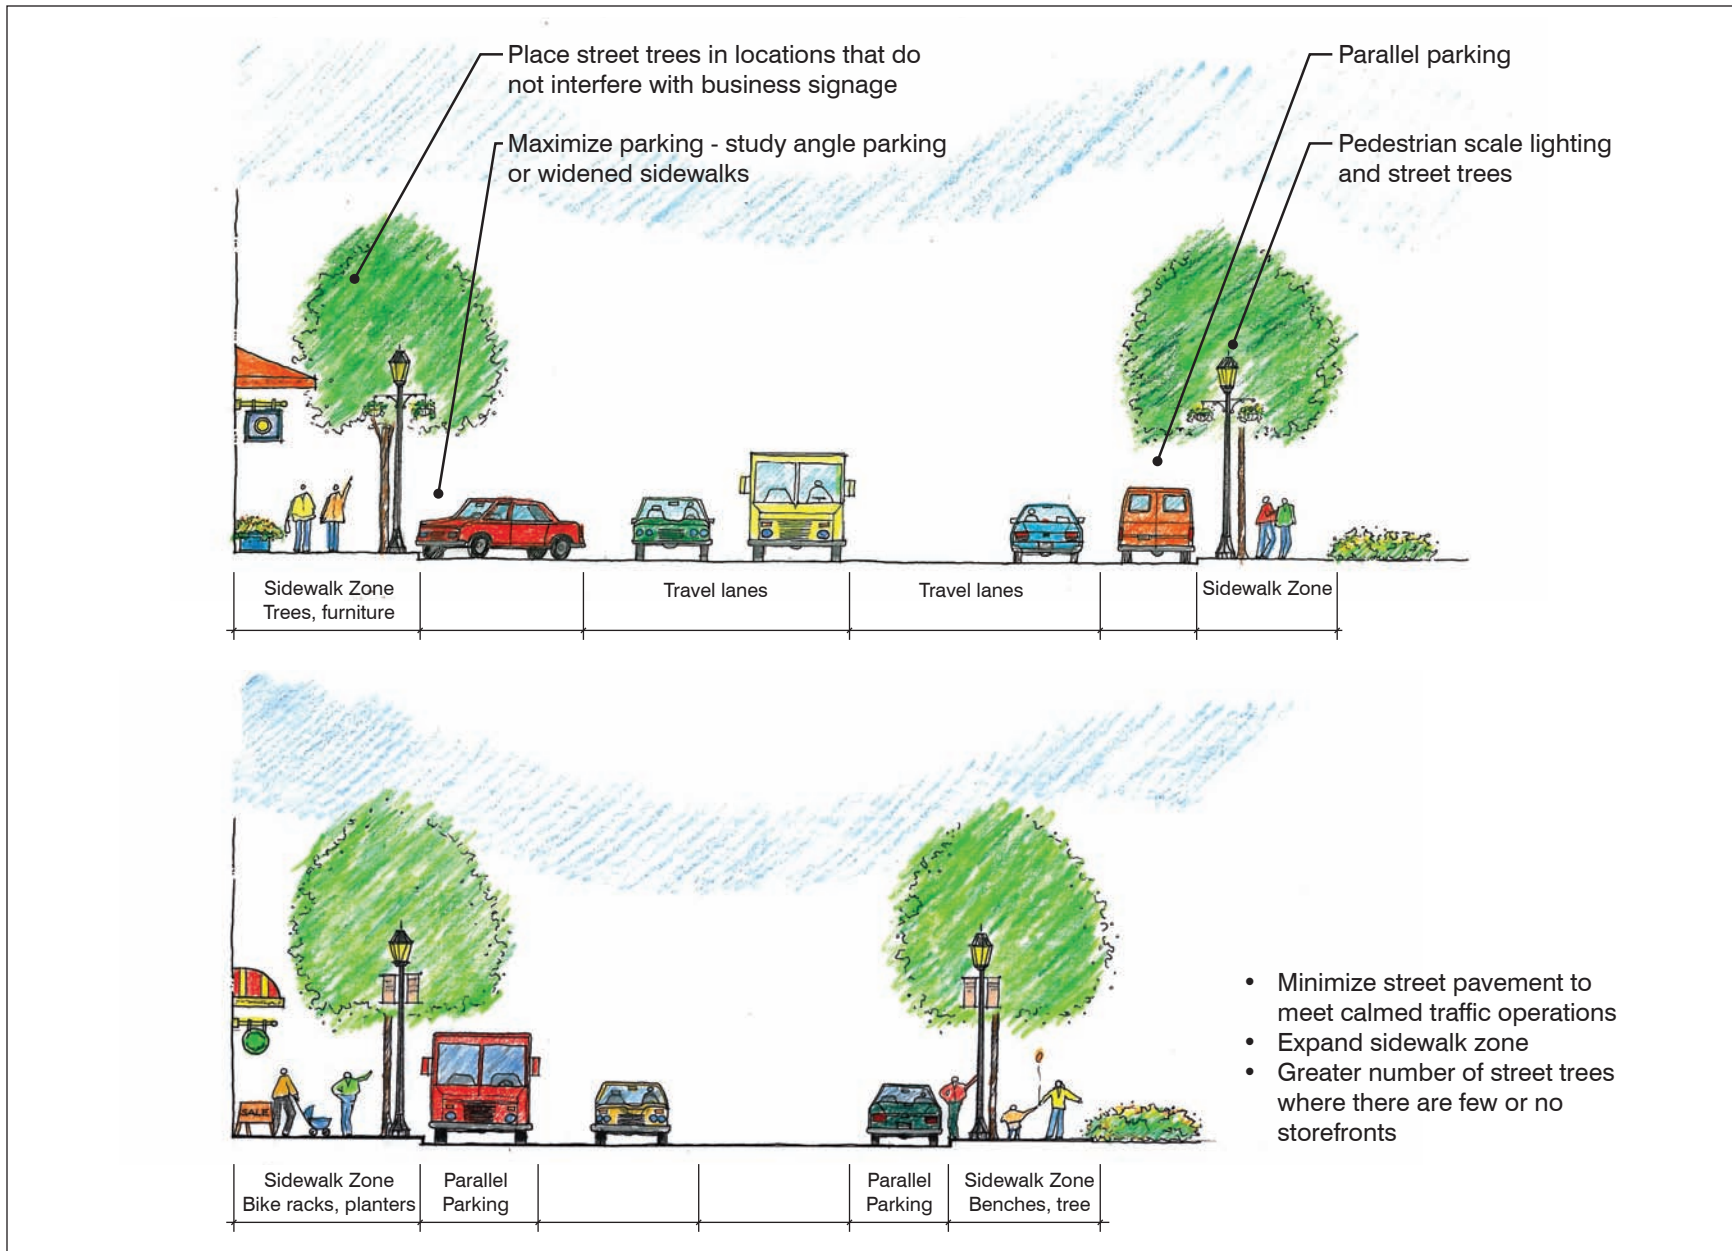 Place street trees in locations that do
not interfere with business signage
Maximize parking - study angle parking
or widened sidewalks
Parallel parking
Pedestrian scale lighting
and street trees
Sidewalk Zone
Trees, furniture
Travel lanes
Travel lanes
Sidewalk Zone
SALE
• Minimize street pavement to
meet calmed traffic operations
• Expand sidewalk zone
• Greater number of street trees
where there are few or no
storefronts
Sidewalk Zone
Bike racks, planters
Parallel
Parking
Parallel
Parking
Sidewalk Zone
Benches, tree